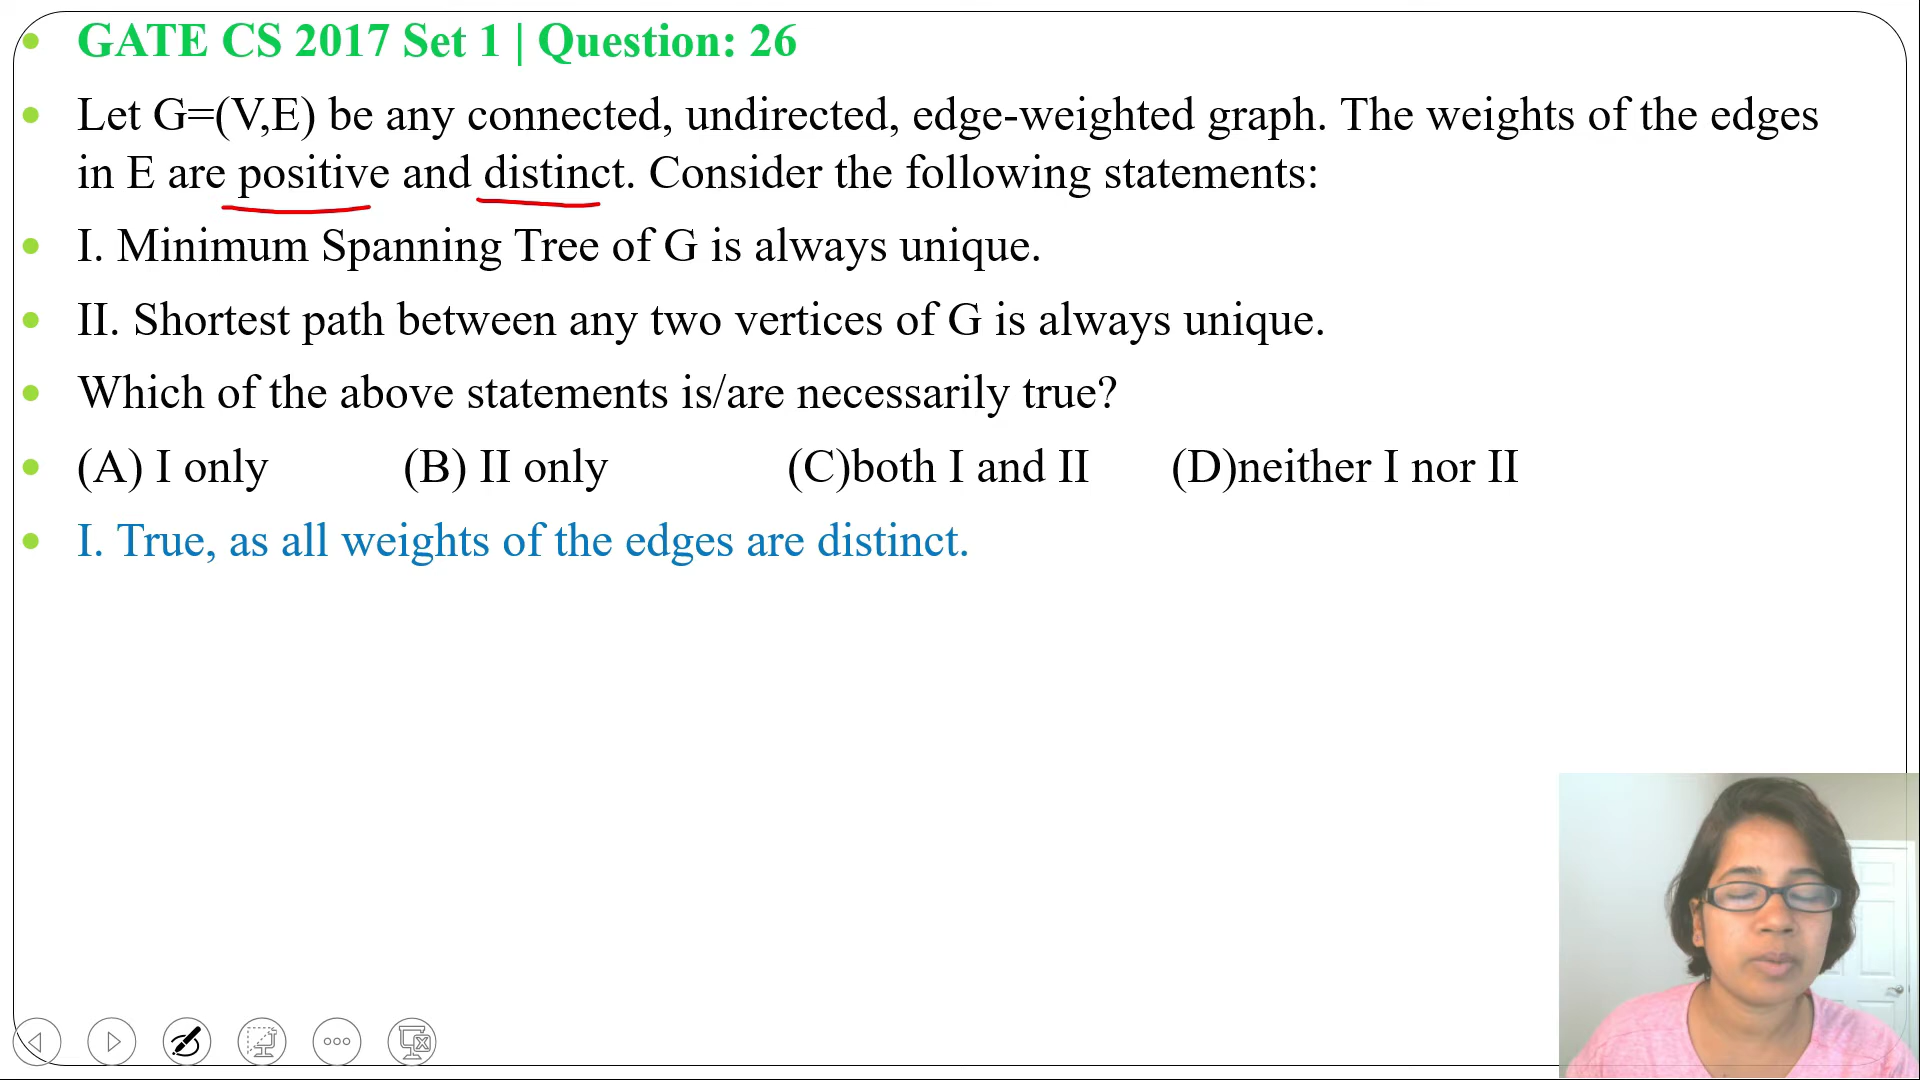 GATE CS 2017 Set 1 | Question: 26
Let G=(V,E) be any connected, undirected, edge-weighted graph. The weights of the edges
in E are positive and distinct. Consider the following statements:
I. Minimum Spanning Tree of G is always unique.
II. Shortest path between any two vertices of G is always unique.
Which of the above statements is/are necessarily true?
(A) I only (B) II only (C)both I and II (D)neither I nor II
I. True, as all weights of the edges are distinct.